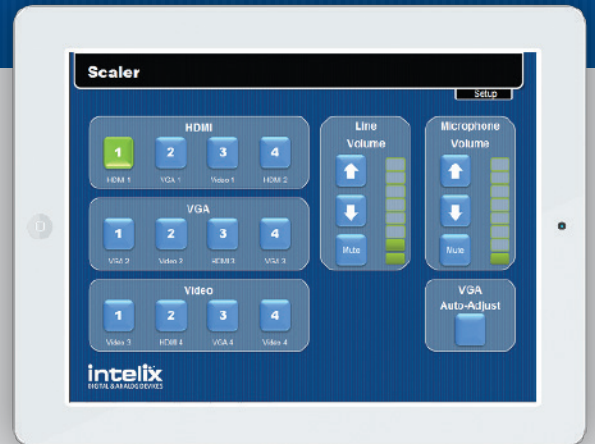 Scaler
Setup
HDMI
1 2 3 4
HDMI 1 VGA 1 Video 1 HDMI 2
VGA
1 2 3 4
VGA 2 Video 2 HDMI 3 VGA 3
Video
1 2 3 4
Video 3 HDMI 4 VGA 4 Video 4
Line
Volume
Mute
Microphone
Volume
Mute
VGA
Auto-Adjust
intelix
DIGITAL & ANALOG DEVICES